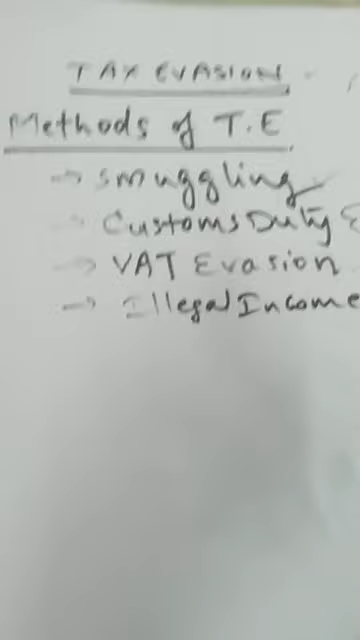 TAX EVASION
Methods of T.E
→ Smuggling
→ Customs Duty E
→ VAT Evasion
→ Illegal Income